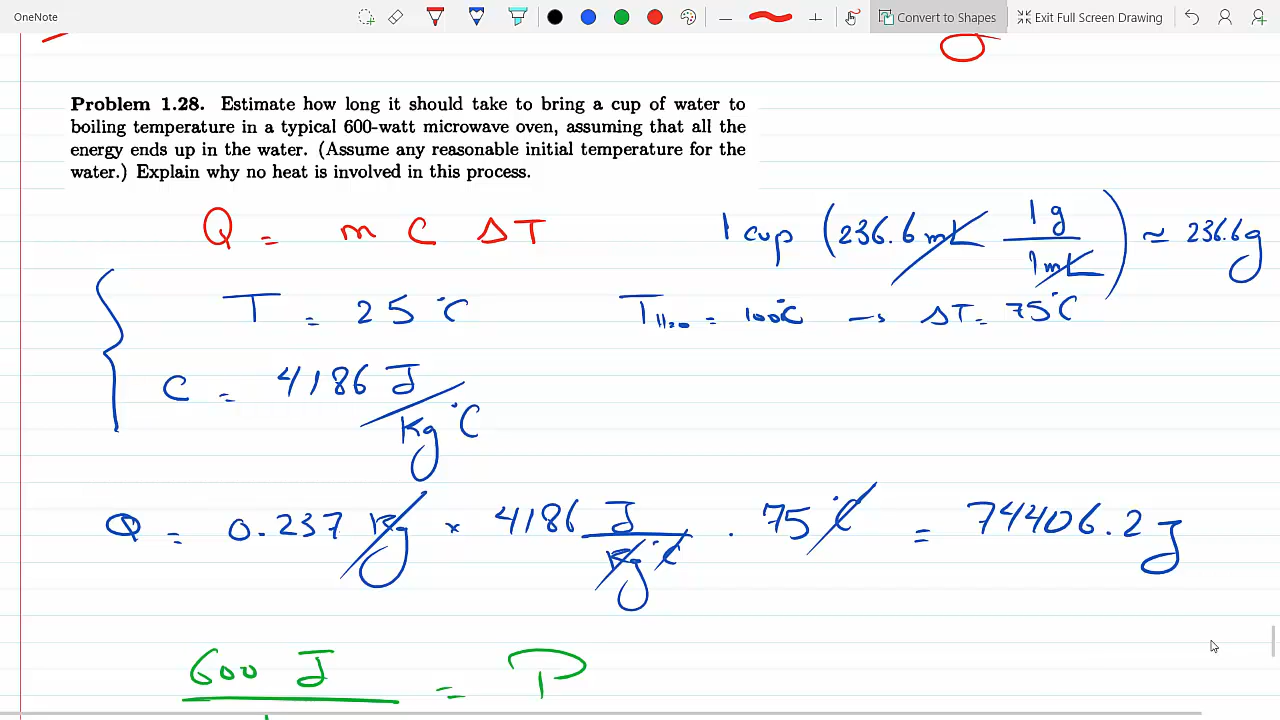 OneNote
Convert to Shapes
Exit Full Screen Drawing
Problem 1.28. Estimate how long it should take to bring a cup of water to
boiling temperature in a typical 600-watt microwave oven, assuming that all the
energy ends up in the water. (Assume any reasonable initial temperature for the
water.) Explain why no heat is involved in this process.
Q = m C ΔT
1 cup (236.6 mL 1g / 1mL) ≃ 236.6g
T = 25°C
T H2O = 100°C → ΔT = 75°C
C = 4186 J / Kg °C
Q = 0.237 Kg × 4186 J / Kg °C · 75 °C = 74406.2 J
600 J = P